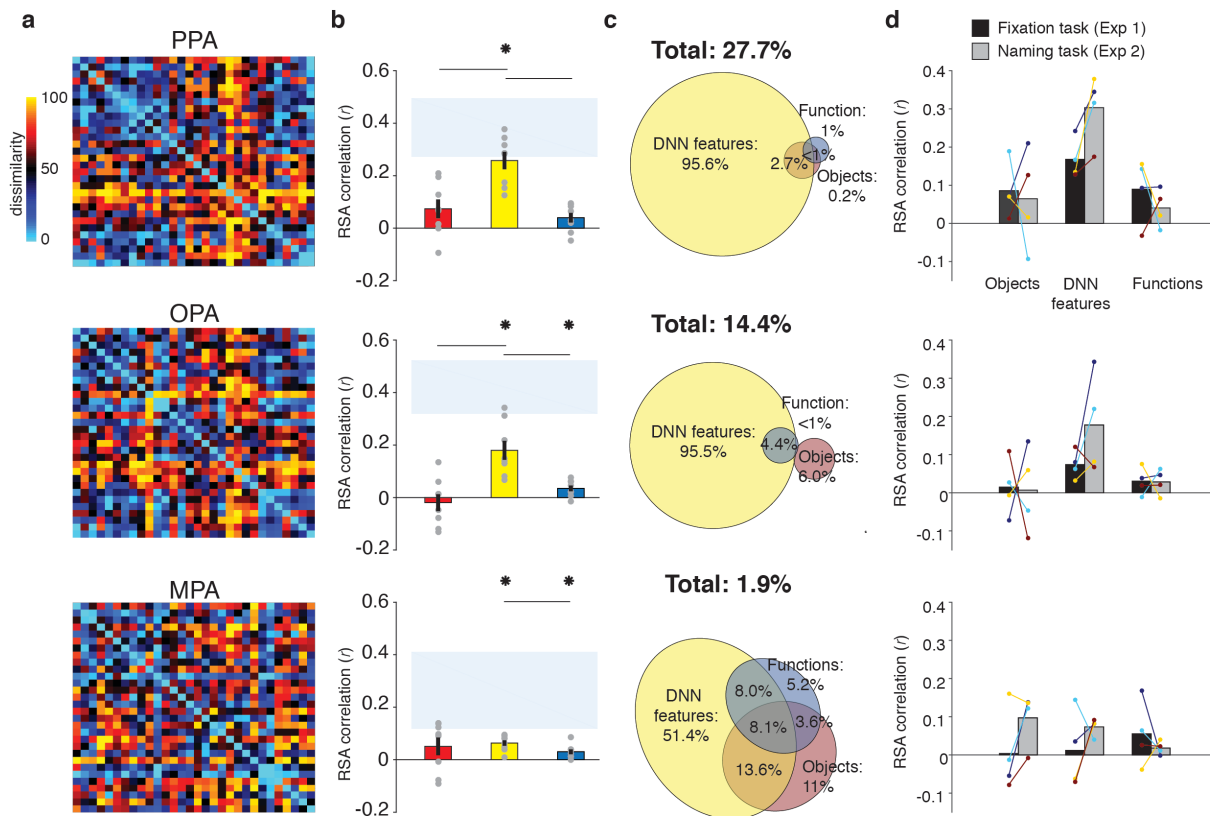 a
b
c
d
Fixation task (Exp 1)
Naming task (Exp 2)
PPA
dissimilarity
100
50
0
RSA correlation (r)
0.6
0.4
0.2
0
-0.2
*
Total: 27.7%
DNN features:
95.6%
2.7%
<1%
Function:
1%
Objects:
0.2%
RSA correlation (r)
0.4
0.3
0.2
0.1
0
-0.1
Objects
DNN
features
Functions
OPA
RSA correlation (r)
0.6
0.4
0.2
0
-0.2
* *
Total: 14.4%
DNN features:
95.5%
4.4%
Function:
<1%
Objects:
6.0%
RSA correlation (r)
0.4
0.3
0.2
0.1
0
-0.1
MPA
RSA correlation (r)
0.6
0.4
0.2
0
-0.2
* *
Total: 1.9%
DNN
features:
51.4%
8.0%
Functions:
5.2%
8.1%
3.6%
13.6%
Objects:
11%
RSA correlation (r)
0.4
0.3
0.2
0.1
0
-0.1